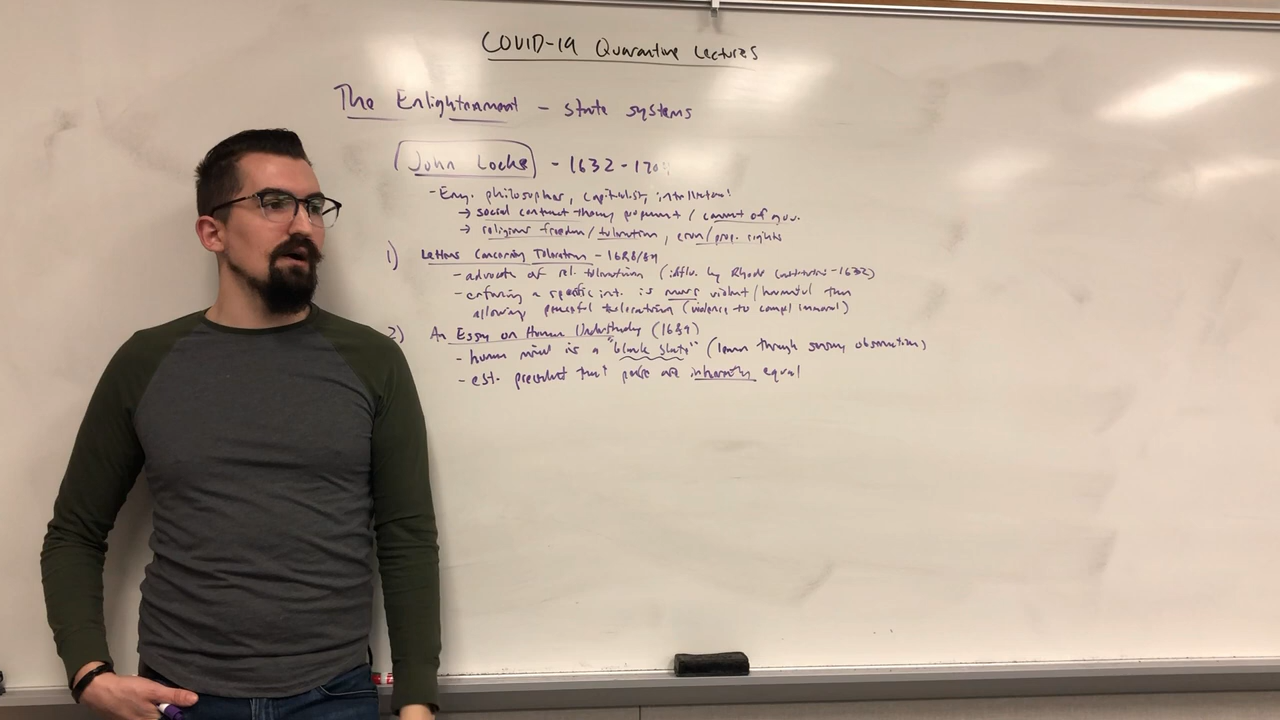 COVID-19 Quarantine Lectures
The Enlightenment - state systems
John Locke - 1632-170
- Eng. philosopher, capitalist, intellectual
→ social contract theory proponent / consent of gov.
→ religious freedom / toleration, econ/prop. rights
1) Letters Concerning Toleration - 1688/89
- advocate of rel. toleration (influ. by Rhode 1632)
- enforcing a specific int. is more violent/harmful than
allowing peaceful toleration (violence to compel immoral)
2) An Essay on Human Understanding (1689)
- human mind is a "blank slate" (learn through sensory observations)
- est. precedent that people are inherently equal